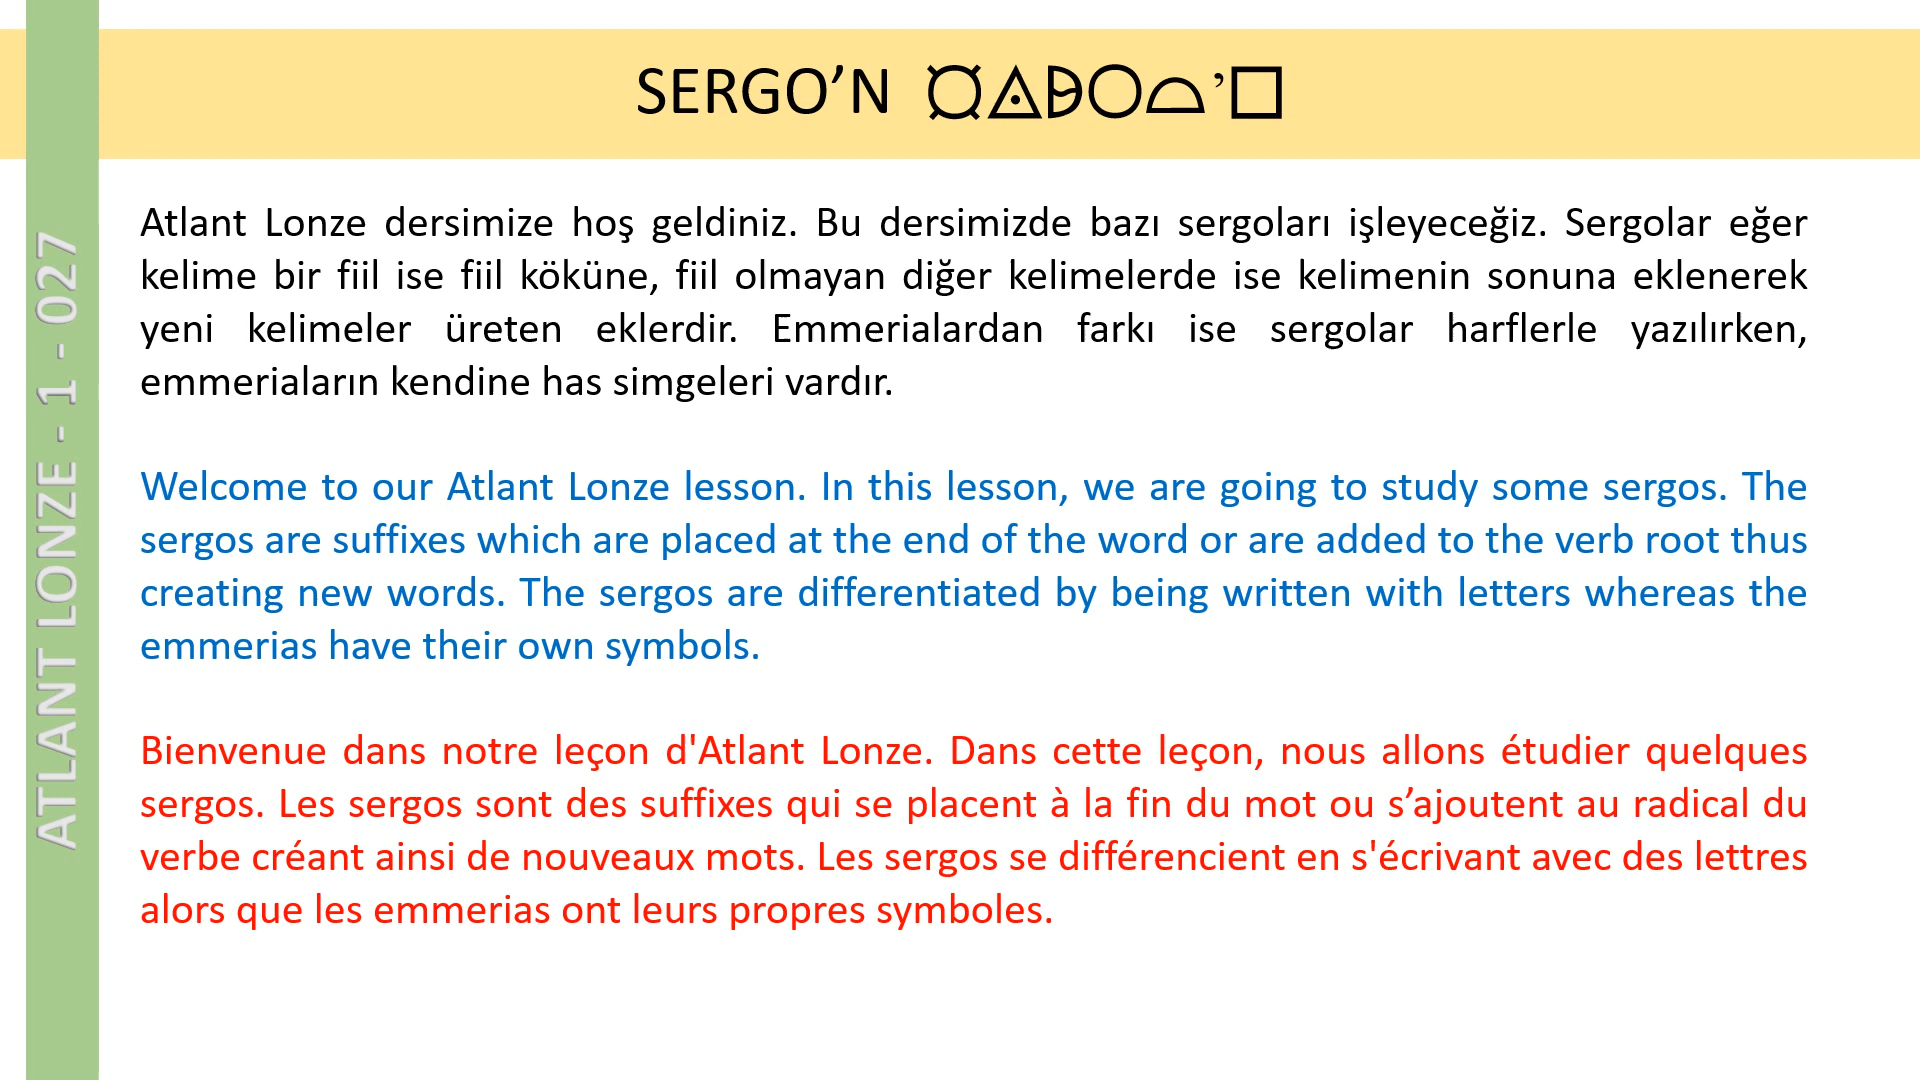 SERGO’N
Atlant Lonze dersimize hoş geldiniz. Bu dersimizde bazı sergoları işleyeceğiz. Sergolar eğer
kelime bir fiil ise fiil köküne, fiil olmayan diğer kelimelerde ise kelimenin sonuna eklenerek
yeni kelimeler üreten eklerdir. Emmerialardan farkı ise sergolar harflerle yazılırken,
emmeriaların kendine has simgeleri vardır.
Welcome to our Atlant Lonze lesson. In this lesson, we are going to study some sergos. The
sergos are suffixes which are placed at the end of the word or are added to the verb root thus
creating new words. The sergos are differentiated by being written with letters whereas the
emmerias have their own symbols.
Bienvenue dans notre leçon d'Atlant Lonze. Dans cette leçon, nous allons étudier quelques
sergos. Les sergos sont des suffixes qui se placent à la fin du mot ou s’ajoutent au radical du
verbe créant ainsi de nouveaux mots. Les sergos se différencient en s'écrivant avec des lettres
alors que les emmerias ont leurs propres symboles.
ATLANT LONZE - 1 - 027